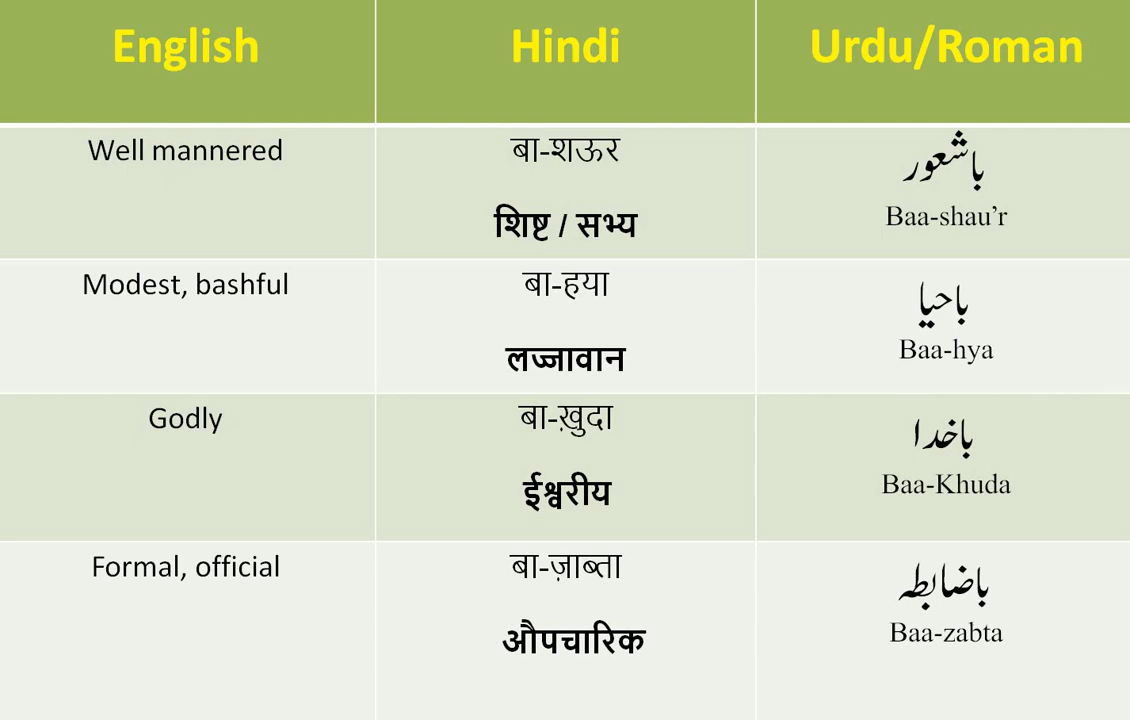 English
Hindi
Urdu/Roman
Well mannered
बा-शऊर
शिष्ट / सभ्य
باشعور
Baa-shau’r
Modest, bashful
बा-हया
लज्जावान
باحیا
Baa-hya
Godly
बा-ख़ुदा
ईश्वरीय
باخدا
Baa-Khuda
Formal, official
बा-ज़ाब्ता
औपचारिक
باضابطہ
Baa-zabta